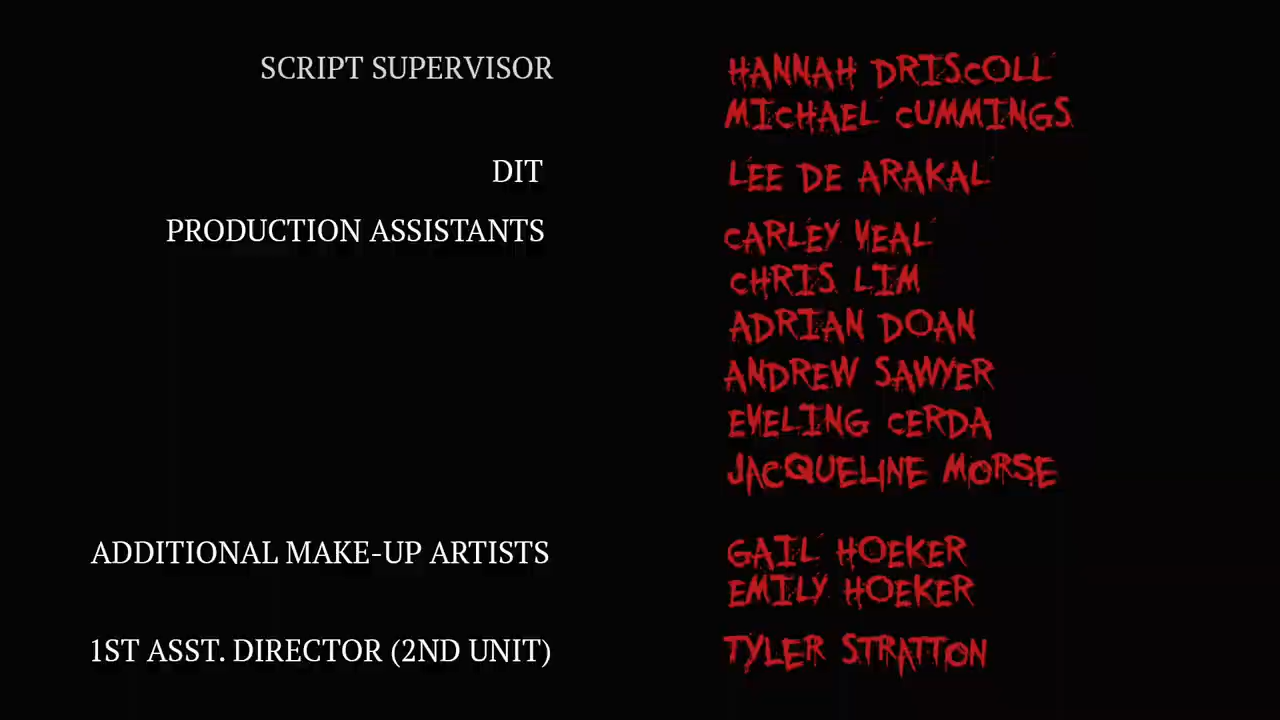 SCRIPT SUPERVISOR HANNAH DRISCOLL
MICHAEL CUMMINGS
DIT LEE DE ARAKAL
PRODUCTION ASSISTANTS CARLEY VEAL
CHRIS LIM
ADRIAN DOAN
ANDREW SAWYER
EVELING CERDA
JACQUELINE MORSE
ADDITIONAL MAKE-UP ARTISTS GAIL HOEKER
EMILY HOEKER
1ST ASST. DIRECTOR (2ND UNIT) TYLER STRATTON